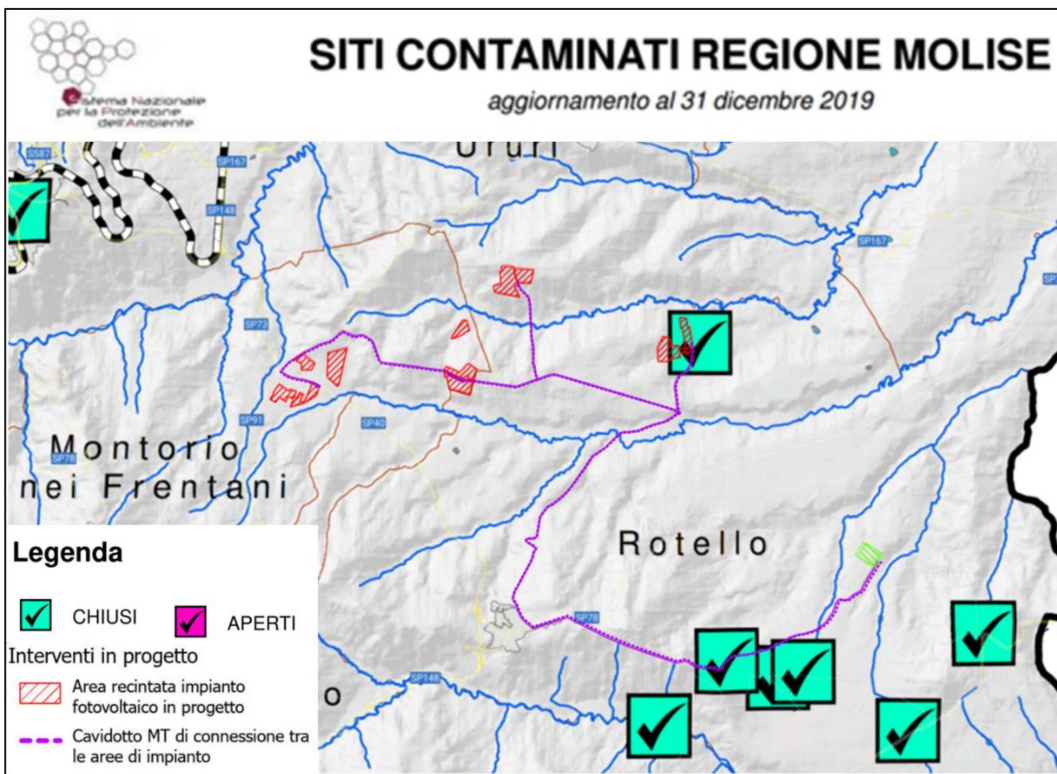 Sistema Nazionale
per la Protezione
dell'Ambiente
SITI CONTAMINATI REGIONE MOLISE
aggiornamento al 31 dicembre 2019
Ururi
SS87
SP167
SP148
SP167
SP73
SP91
SP40
SP78
Montorio
nei Frentani
Rotello
SP78
SP148
o
Legenda
CHIUSI
APERTI
Interventi in progetto
Area recintata impianto
fotovoltaico in progetto
Cavidotto MT di connessione tra
le aree di impianto